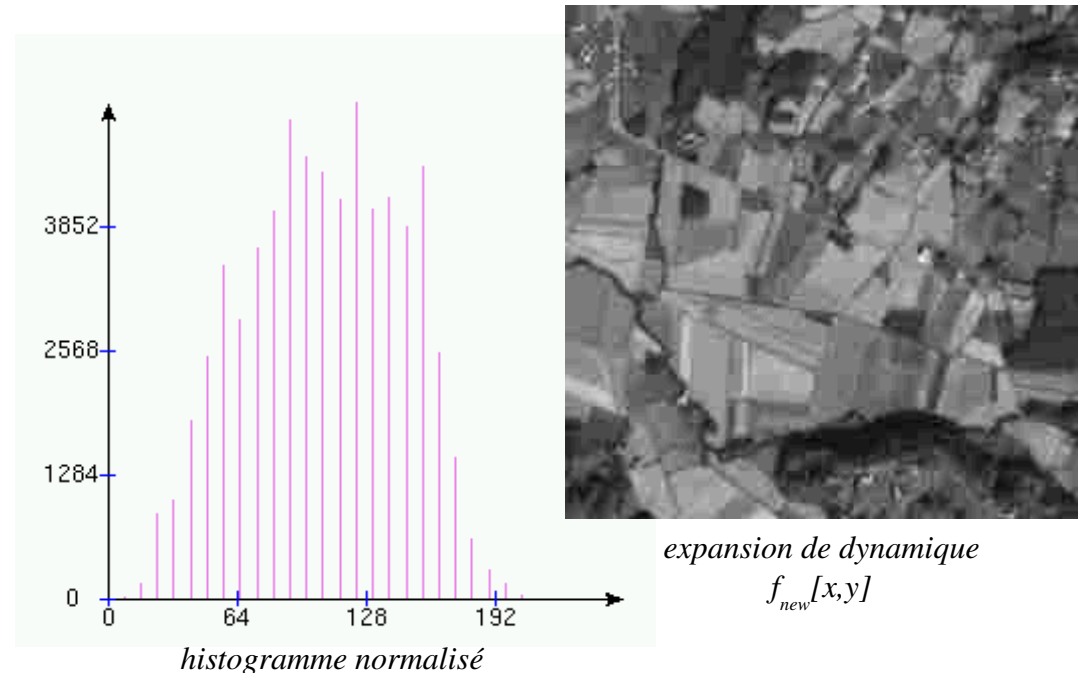 3852
2568
1284
0
0 64 128 192
histogramme normalisé
expansion de dynamique
f_new[x,y]